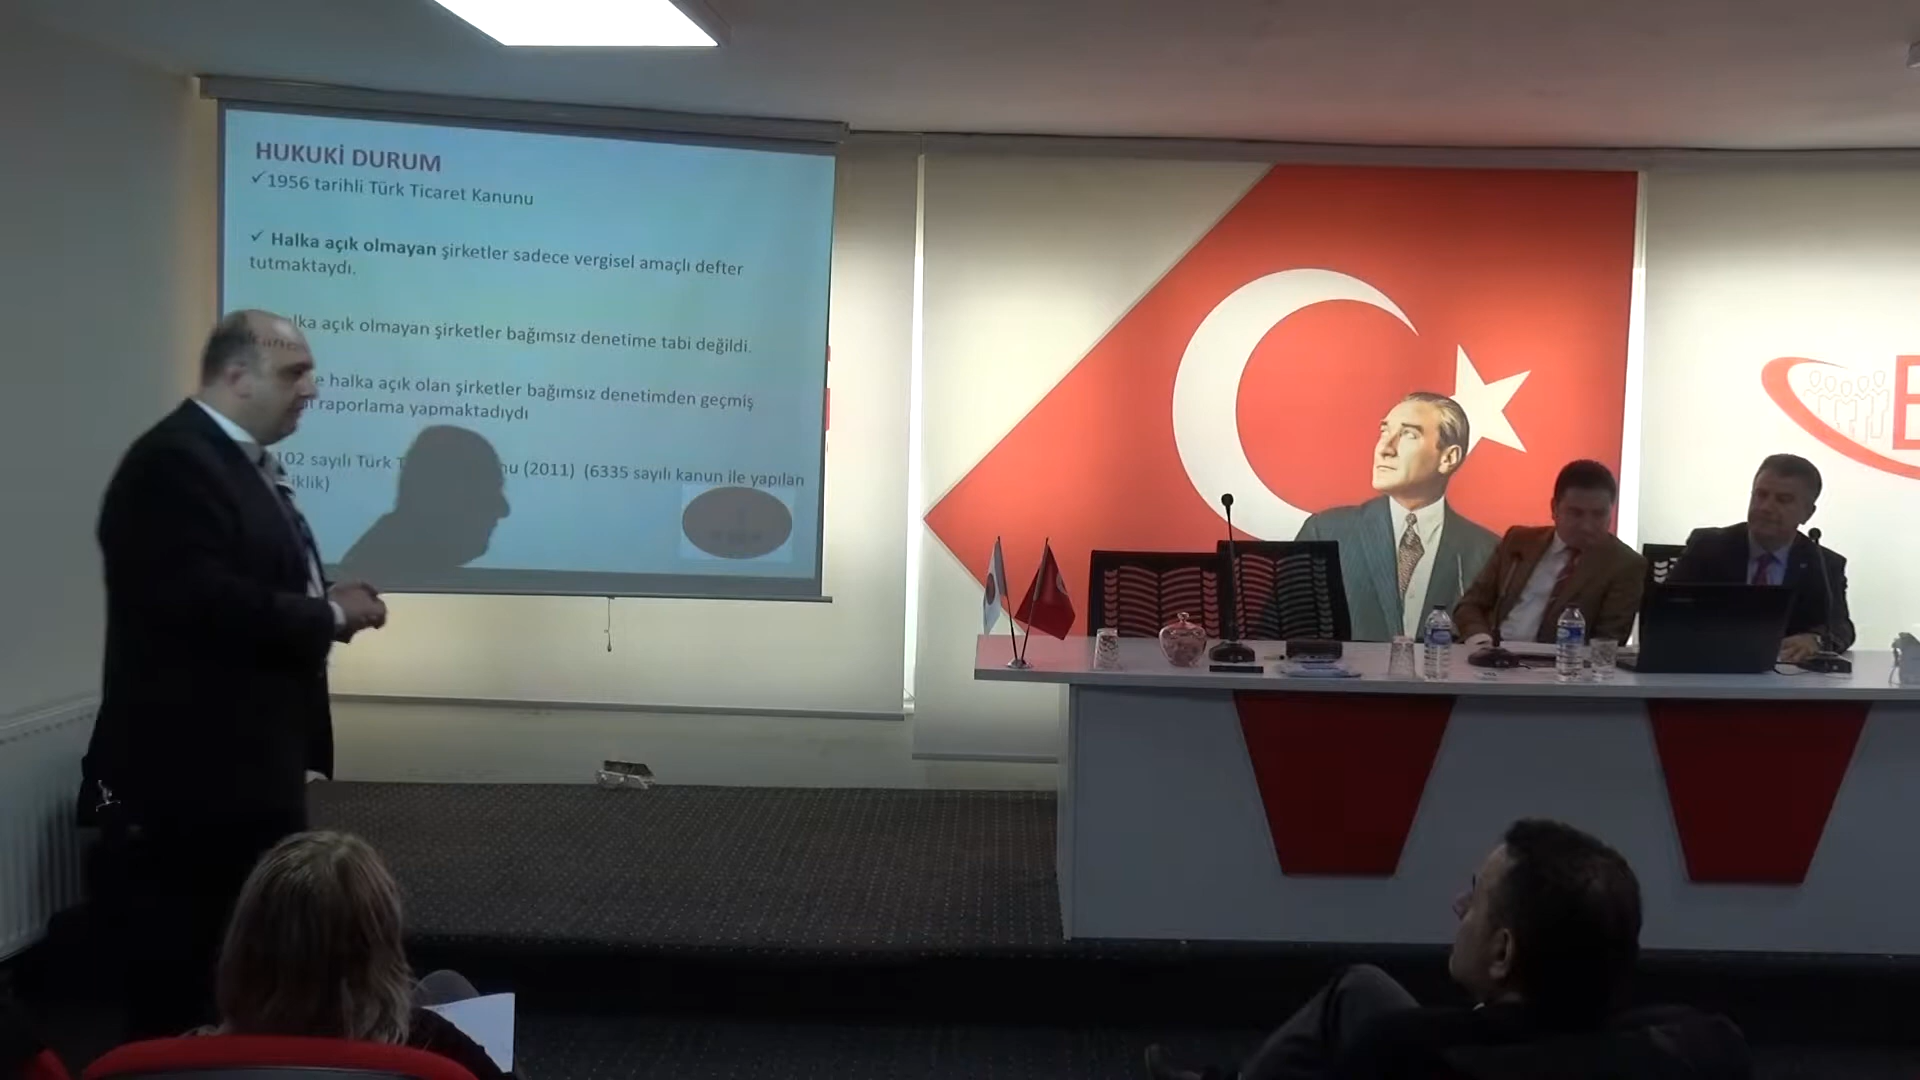 HUKUKİ DURUM
1956 tarihli Türk Ticaret Kanunu
Halka açık olmayan şirketler sadece vergisel amaçlı defter
tutmaktaydı.
lka açık olmayan şirketler bağımsız denetime tabi değildi.
e halka açık olan şirketler bağımsız denetimden geçmiş
raporlama yapmaktadıydı
102 sayılı Türk T nu (2011) (6335 sayılı kanun ile yapılan
iklik)
E